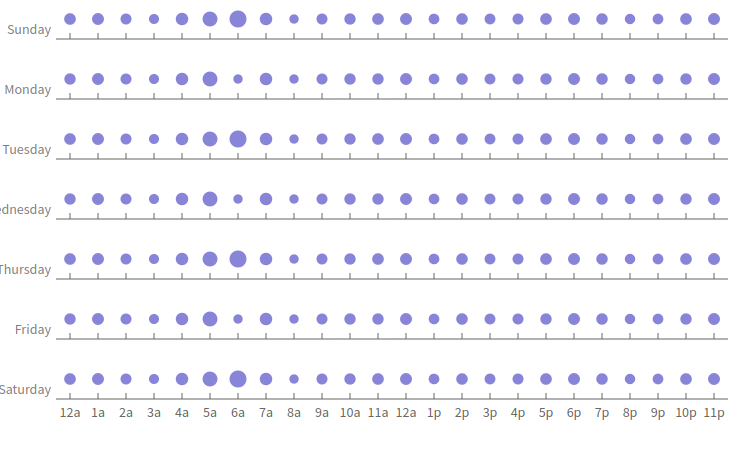 Sunday
Monday
Tuesday
ednesday
Thursday
Friday
Saturday
12a 1a 2a 3a 4a 5a 6a 7a 8a 9a 10a 11a 12a 1p 2p 3p 4p 5p 6p 7p 8p 9p 10p 11p